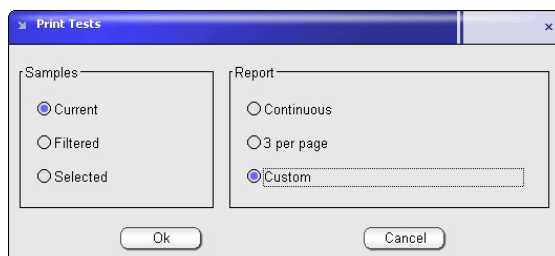 Print Tests
Samples
Current
Filtered
Selected
Report
Continuous
3 per page
Custom
Ok
Cancel